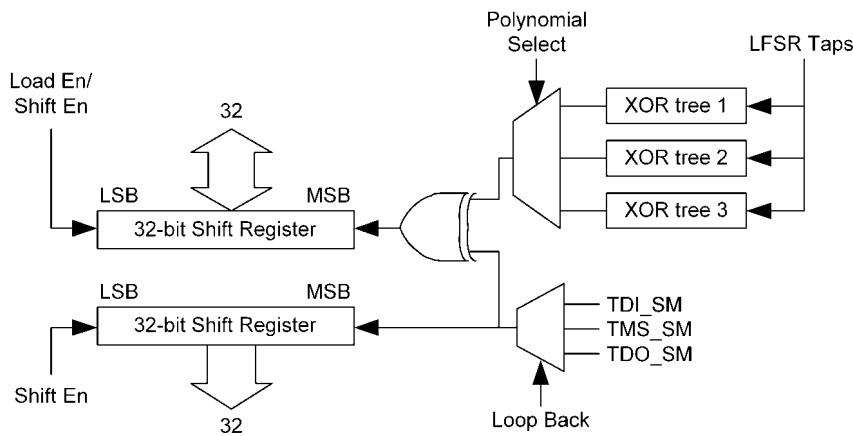 Polynomial
Select
LFSR Taps
Load En/
Shift En
32
XOR tree 1
XOR tree 2
XOR tree 3
LSB
MSB
32-bit Shift Register
LSB
MSB
32-bit Shift Register
TDI_SM
TMS_SM
TDO_SM
Shift En
32
Loop Back